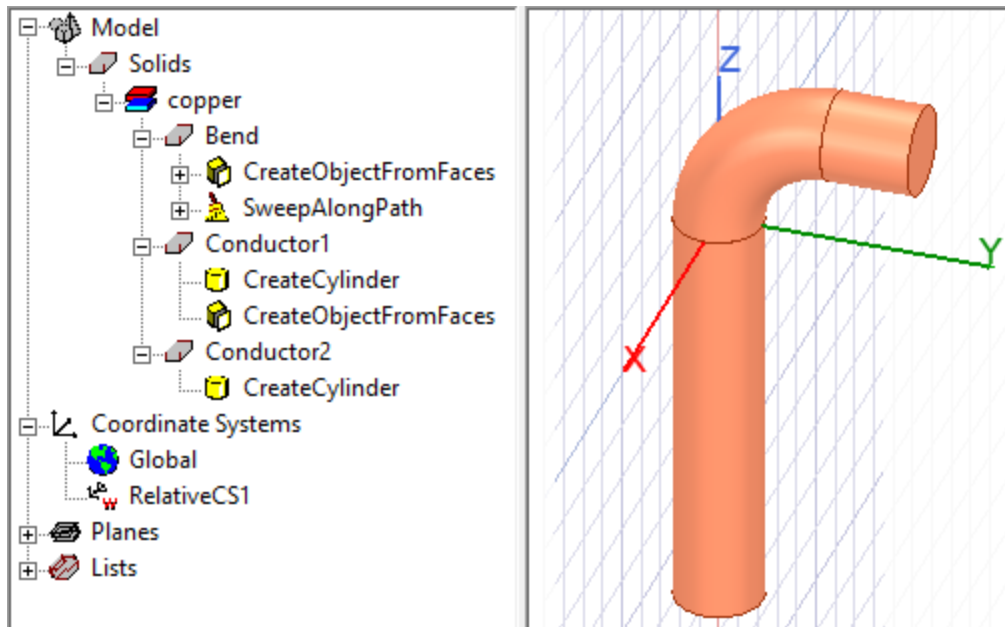 Model
Solids
copper
Bend
CreateObjectFromFaces
SweepAlongPath
Conductor1
CreateCylinder
CreateObjectFromFaces
Conductor2
CreateCylinder
Coordinate Systems
Global
RelativeCS1
Planes
Lists
Z
Y
X